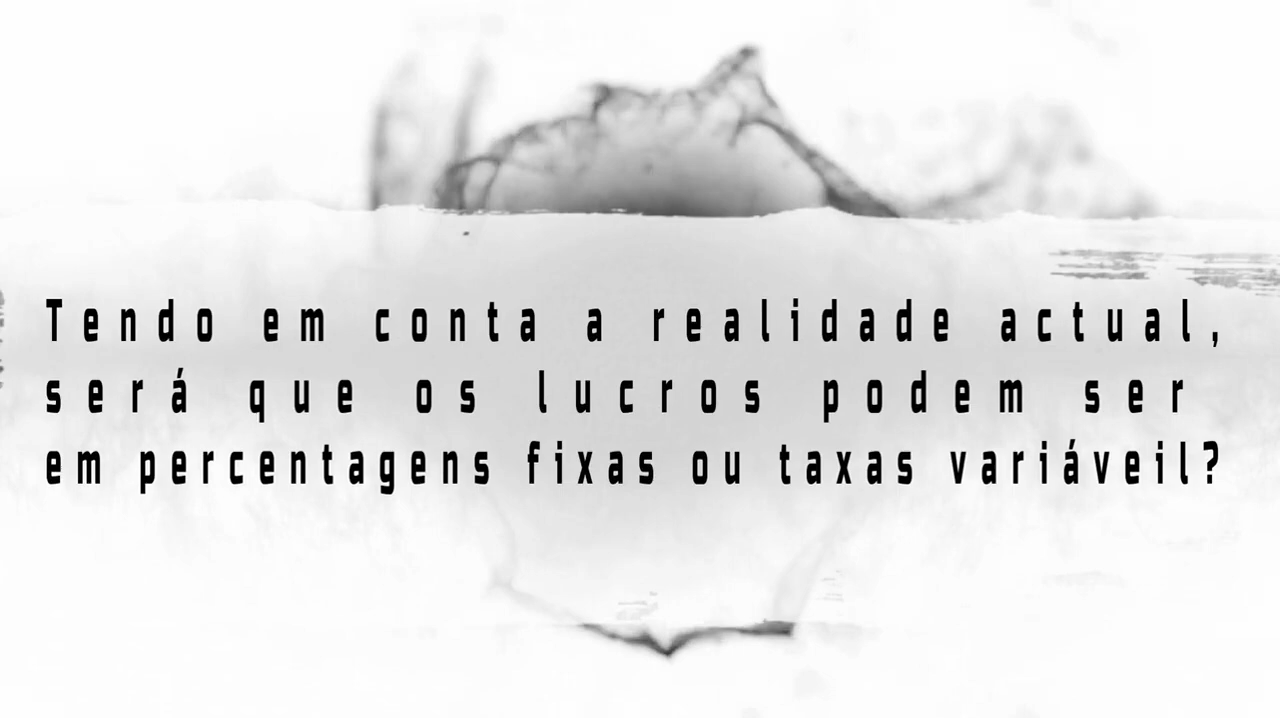 Tendo em conta a realidade actual,
será que os lucros podem ser
em percentagens fixas ou taxas variáveil?